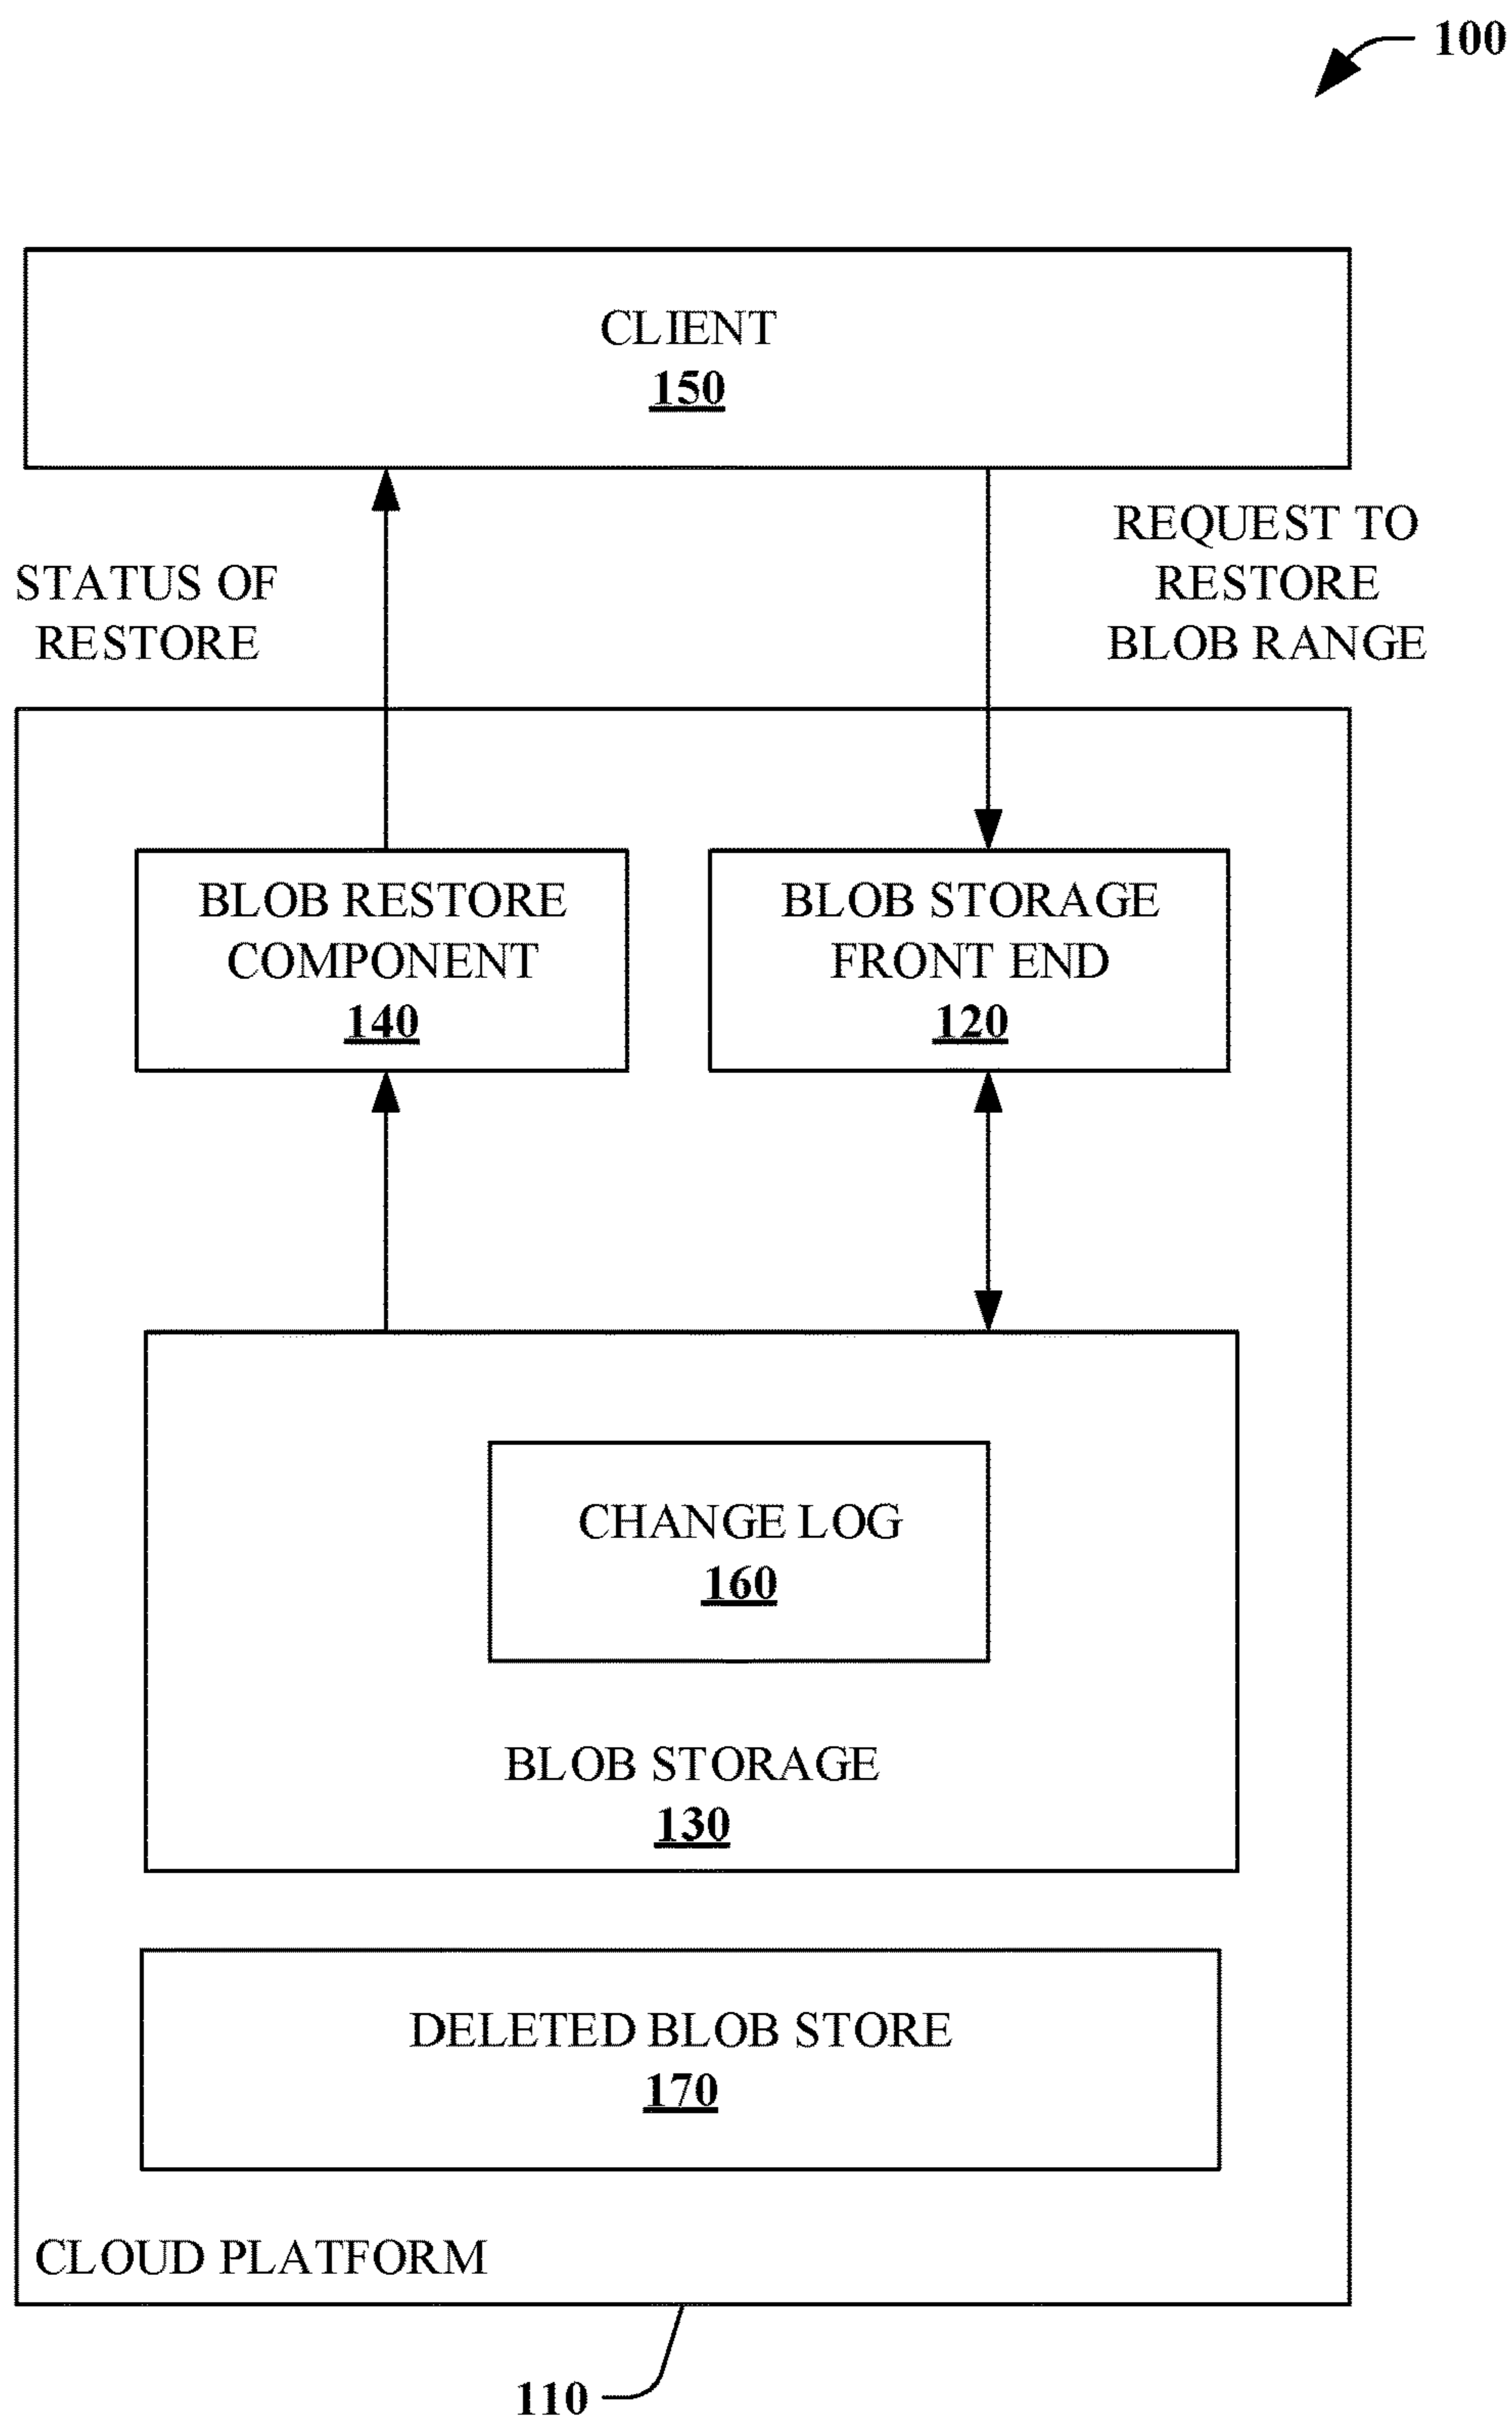 100
CLIENT
150
STATUS OF
RESTORE
REQUEST TO
RESTORE
BLOB RANGE
BLOB RESTORE
COMPONENT
140
BLOB STORAGE
FRONT END
120
CHANGE LOG
160
BLOB STORAGE
130
DELETED BLOB STORE
170
CLOUD PLATFORM
110